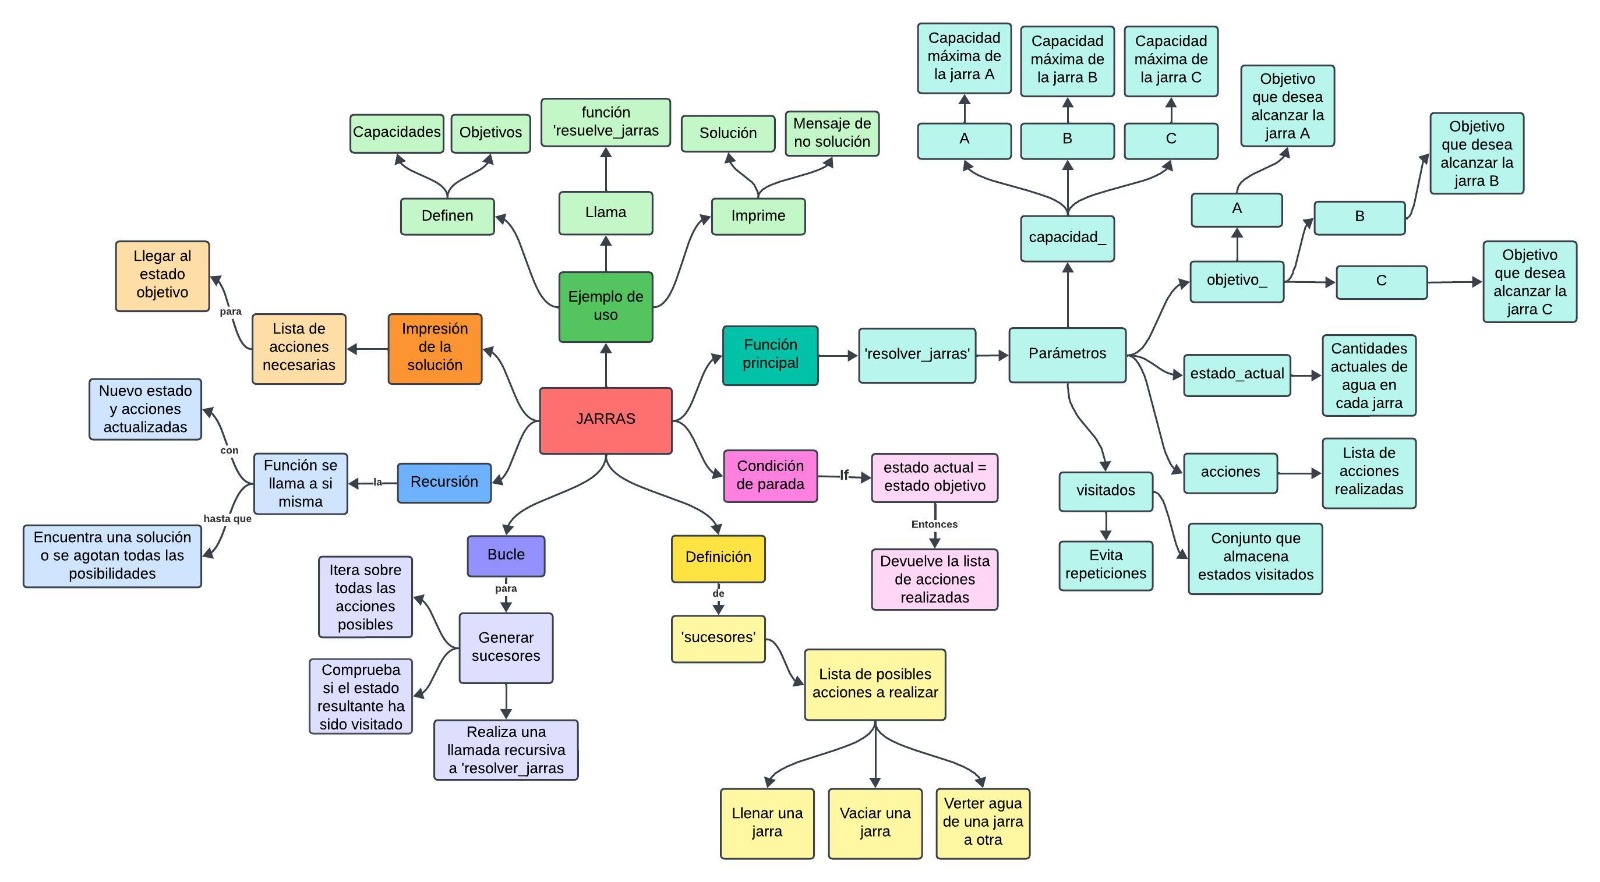 Capacidad
máxima de
la jarra A
Capacidad
máxima de
la jarra B
Capacidad
máxima de
la jarra C
A
B
C
capacidad_
Objetivo
que desea
alcanzar la
jarra A
Objetivo
que desea
alcanzar la
jarra B
Objetivo
que desea
alcanzar la
jarra C
A
B
C
objetivo_
Capacidades
Objetivos
función
'resuelve_jarras
Solución
Mensaje de
no solución
Definen
Llama
Imprime
Ejemplo de
uso
Llegar al
estado
objetivo
para
Lista de
acciones
necesarias
Impresión
de la
solución
Función
principal
'resolver_jarras'
Parámetros
estado_actual
Cantidades
actuales de
agua en
cada jarra
acciones
Lista de
acciones
realizadas
visitados
Evita
repeticiones
Conjunto que
almacena
estados visitados
JARRAS
Nuevo estado
y acciones
actualizadas
con
Función se
llama a si
misma
la
Recursión
hasta que
Encuentra una solución
o se agotan todas las
posibilidades
Condición
de parada
If
estado actual =
estado objetivo
Entonces
Devuelve la lista
de acciones
realizadas
Bucle
para
Generar
sucesores
Itera sobre
todas las
acciones
posibles
Comprueba
si el estado
resultante ha
sido visitado
Realiza una
llamada recursiva
a 'resolver_jarras
Definición
de
'sucesores'
Lista de posibles
acciones a realizar
Llenar una
jarra
Vaciar una
jarra
Verter agua
de una jarra
a otra